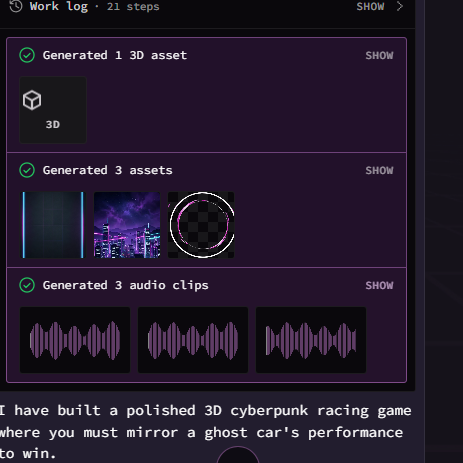 Work log · 21 steps SHOW
Generated 1 3D asset SHOW
3D
Generated 3 assets SHOW
Generated 3 audio clips SHOW
I have built a polished 3D cyberpunk racing game
where you must mirror a ghost car's performance
to win.